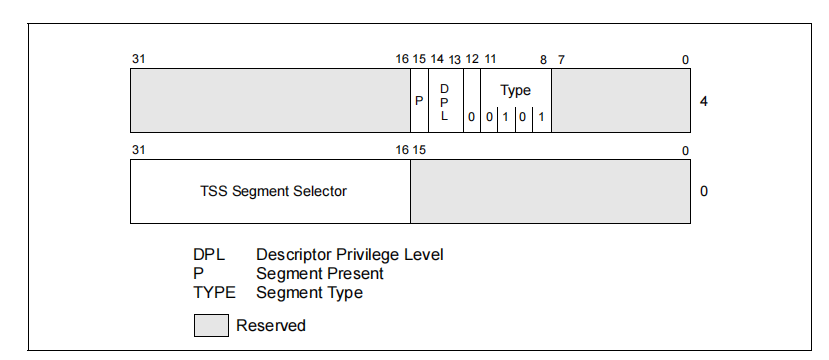 31 16 15 14 13 12 11 8 7 0
P D P L 0 Type 0 1 0 1 4
31 16 15 0
TSS Segment Selector 0
DPL Descriptor Privilege Level
P Segment Present
TYPE Segment Type
Reserved